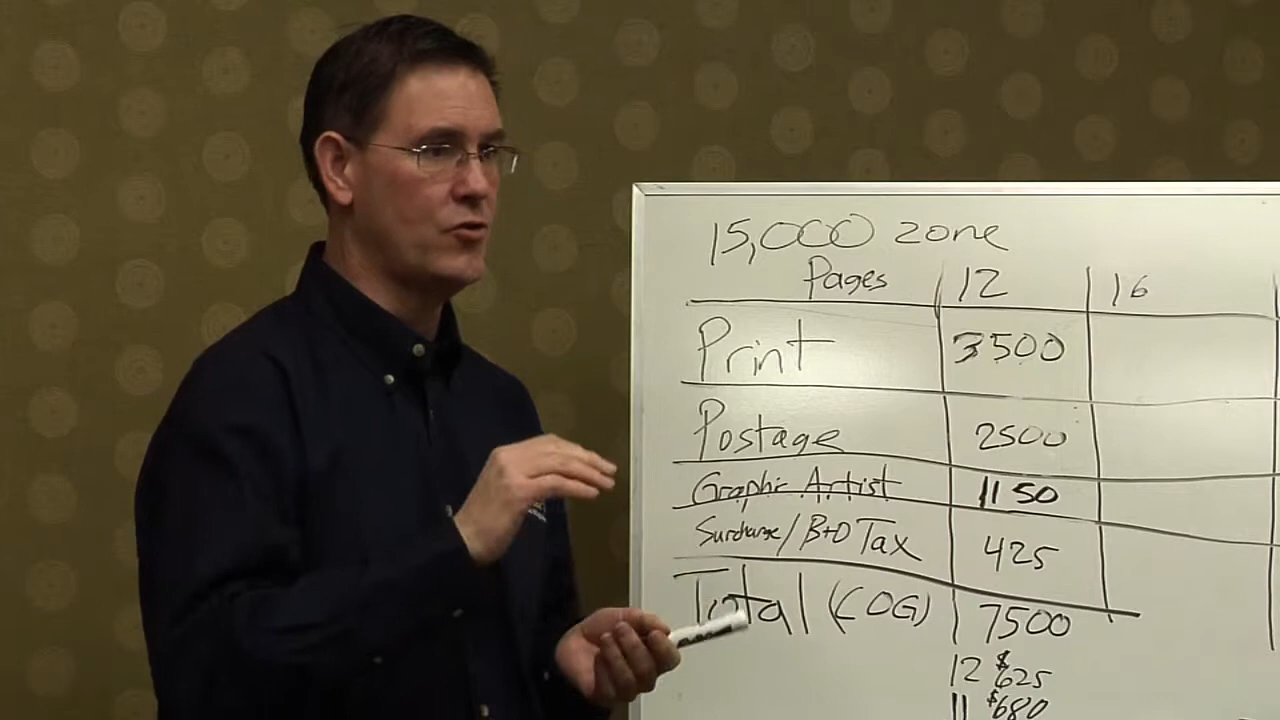 15,000 zone
Pages 12 16
Print 3500
Postage 2500
Graphic Artist 1150
Surcharge/B+O Tax 425
Total (COG) 7500
12 $625
11 $680